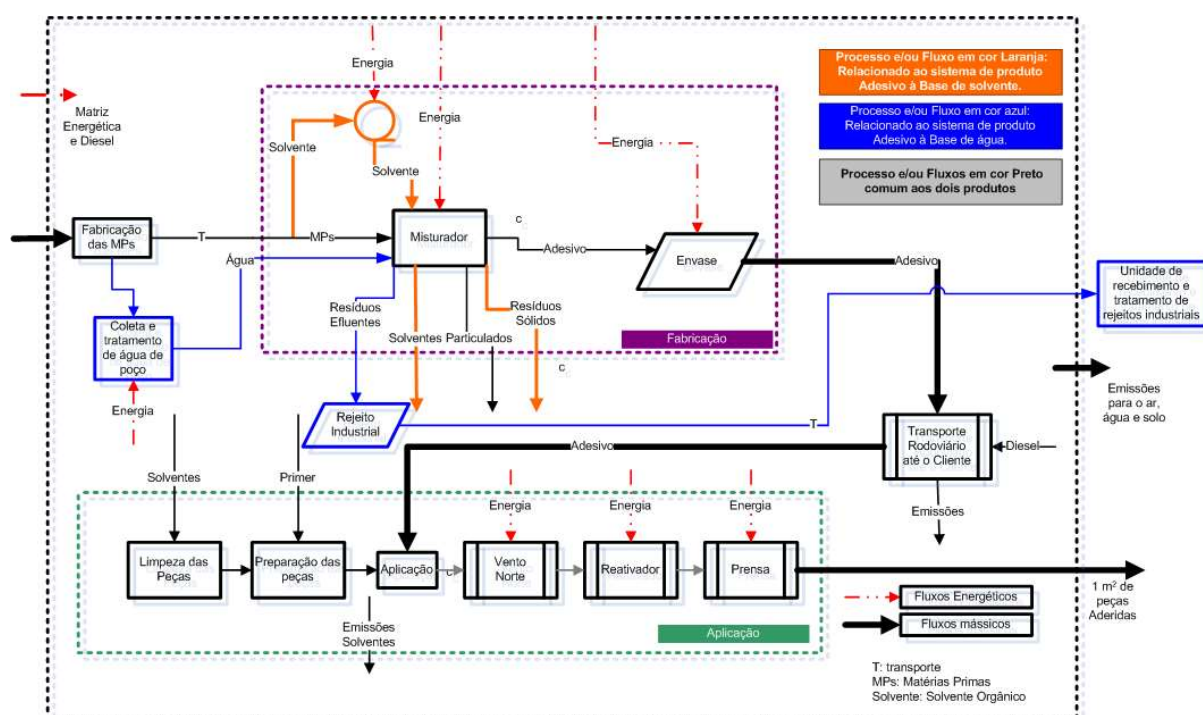 Energia
Processo e/ou Fluxo em cor Laranja:
Relacionado ao sistema de produto
Adesivo à Base de solvente.
Matriz
Energética
e Diesel
Energia
Energia
Processo e/ou Fluxo em cor azul:
Relacionado ao sistema de produto
Adesivo à Base de água.
Solvente
Solvente
Processo e/ou Fluxos em cor Preto
comum aos dois produtos
Fabricação
das MPs
T
MPs
Misturador
c
Adesivo
Envase
Adesivo
Água
Unidade de
recebimento e
tratamento de
rejeitos industriais
Coleta e
tratamento
de água de
poço
Resíduos
Efluentes
Solventes
Particulados
Resíduos
Sólidos
Fabricação
c
Energia
Rejeito
Industrial
T
Emissões
para o ar,
água e solo
Transporte
Rodoviário
até o Cliente
Diesel
Adesivo
Solventes
Primer
Energia
Energia
Energia
Emissões
Limpeza das
Peças
Preparação das
peças
Aplicação
c
Vento
Norte
Reativador
Prensa
1 m² de
peças
Aderidas
Fluxos Energéticos
Fluxos mássicos
Emissões
Solventes
Aplicação
T: transporte
MPs: Matérias Primas
Solvente: Solvente Orgânico